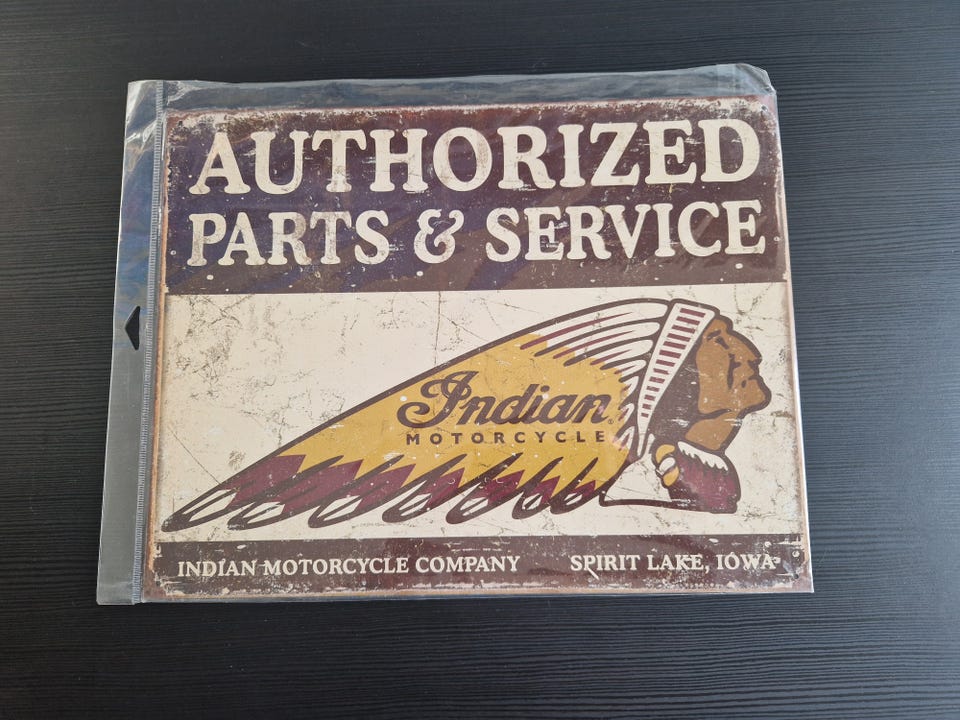 AUTHORIZED
PARTS & SERVICE
Indian®
MOTORCYCLE
INDIAN MOTORCYCLE COMPANY SPIRIT LAKE, IOWA